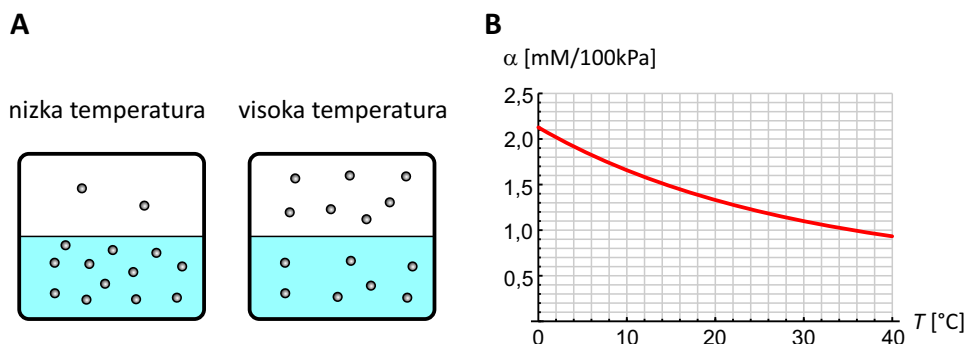 A
nizka temperatura
visoka temperatura
B
α [mM/100kPa]
2,5
2,0
1,5
1,0
0,5
0
10
20
30
40
T [°C]